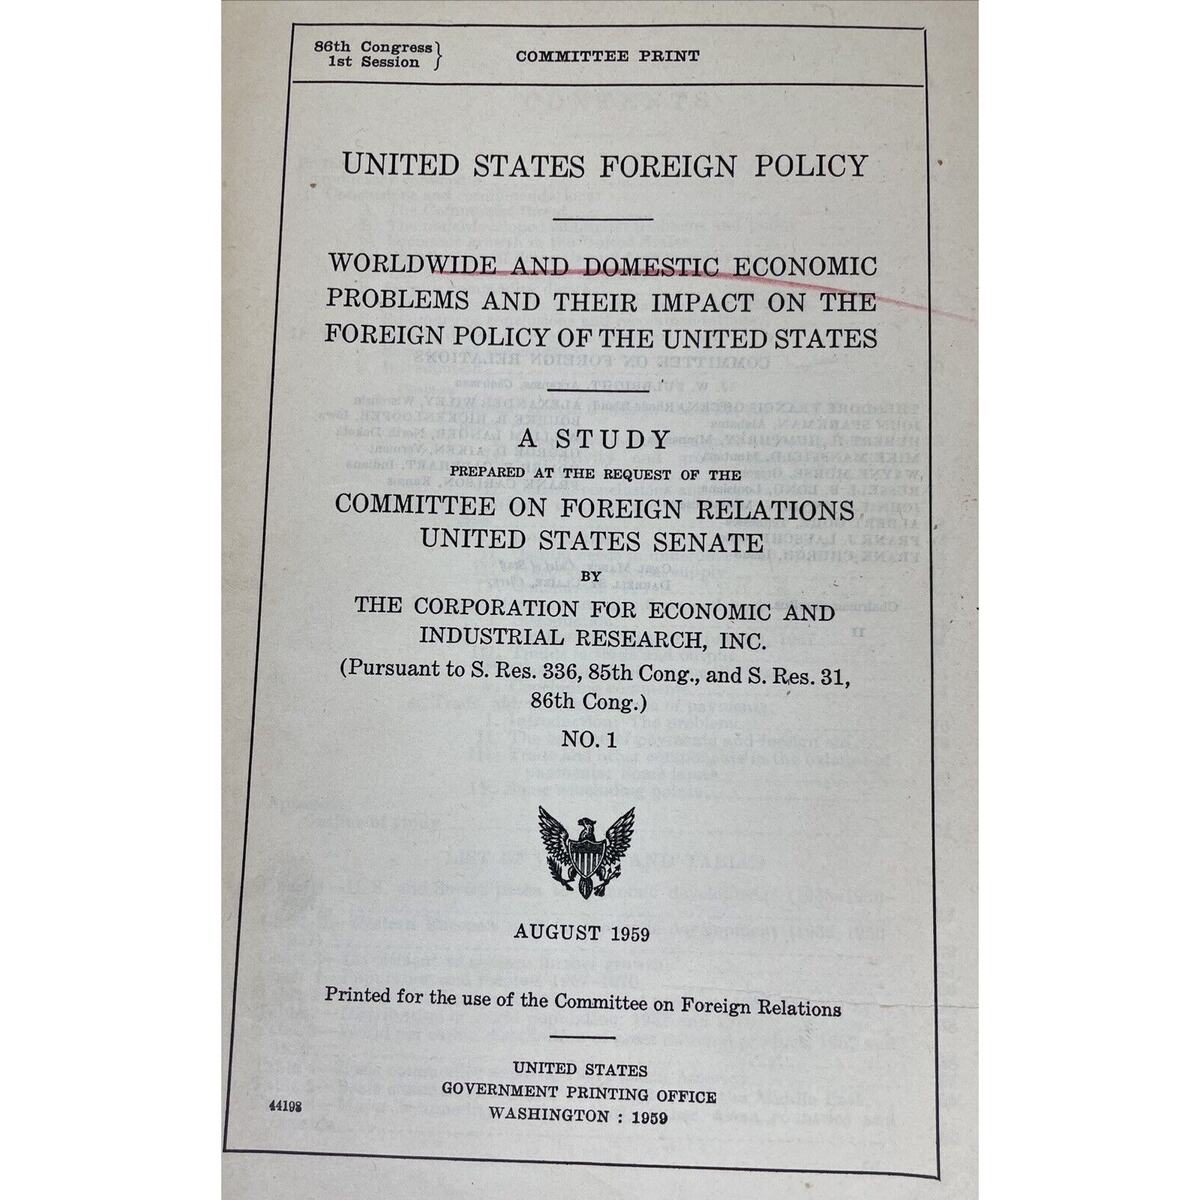 86th Congress
1st Session
COMMITTEE PRINT
UNITED STATES FOREIGN POLICY
WORLDWIDE AND DOMESTIC ECONOMIC
PROBLEMS AND THEIR IMPACT ON THE
FOREIGN POLICY OF THE UNITED STATES
A STUDY
PREPARED AT THE REQUEST OF THE
COMMITTEE ON FOREIGN RELATIONS
UNITED STATES SENATE
BY
THE CORPORATION FOR ECONOMIC AND
INDUSTRIAL RESEARCH, INC.
(Pursuant to S. Res. 336, 85th Cong., and S. Res. 31,
86th Cong.)
NO. 1
AUGUST 1959
Printed for the use of the Committee on Foreign Relations
UNITED STATES
GOVERNMENT PRINTING OFFICE
WASHINGTON : 1959
44198